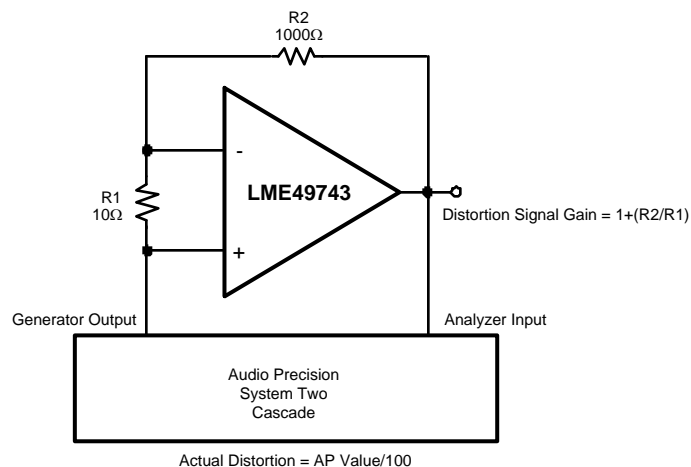 R2
1000Ω
-
LME49743
R1
10Ω
Distortion Signal Gain = 1+(R2/R1)
+
Generator Output
Analyzer Input
Audio Precision
System Two
Cascade
Actual Distortion = AP Value/100